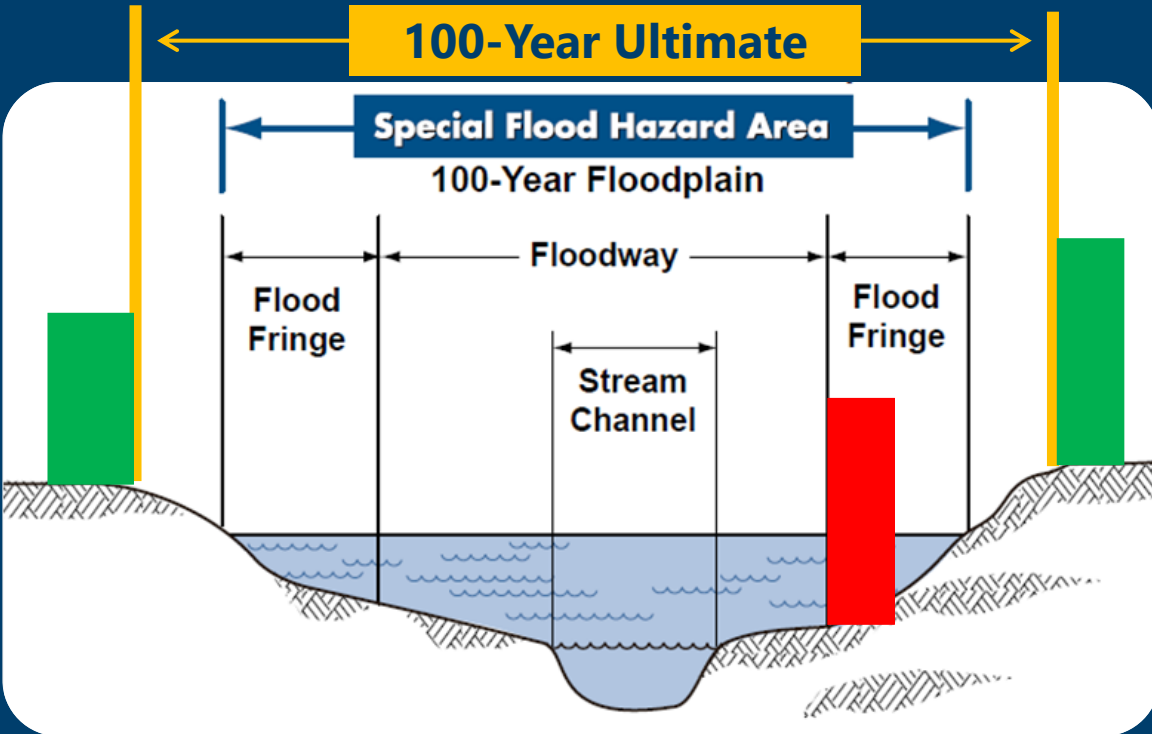 100-Year Ultimate
Special Flood Hazard Area
100-Year Floodplain
Floodway
Flood
Fringe
Flood
Fringe
Stream
Channel